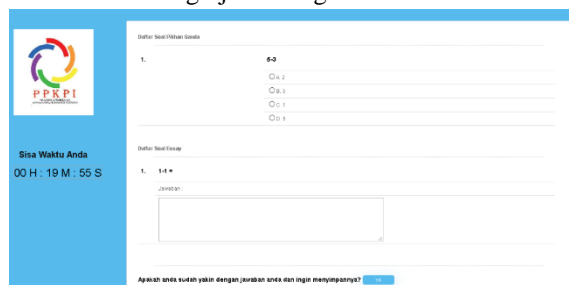 PPKPI
Sisa Waktu Anda
00 H : 19 M : 55 S
Daftar Soal Pilihan Ganda
1. 5-3
A. 2
B. 3
C. 1
Daftar Soal Essay
1. 1-1 =
Jawaban :
Apakah anda sudah yakin dengan jawaban anda dan ingin menyimpannya?